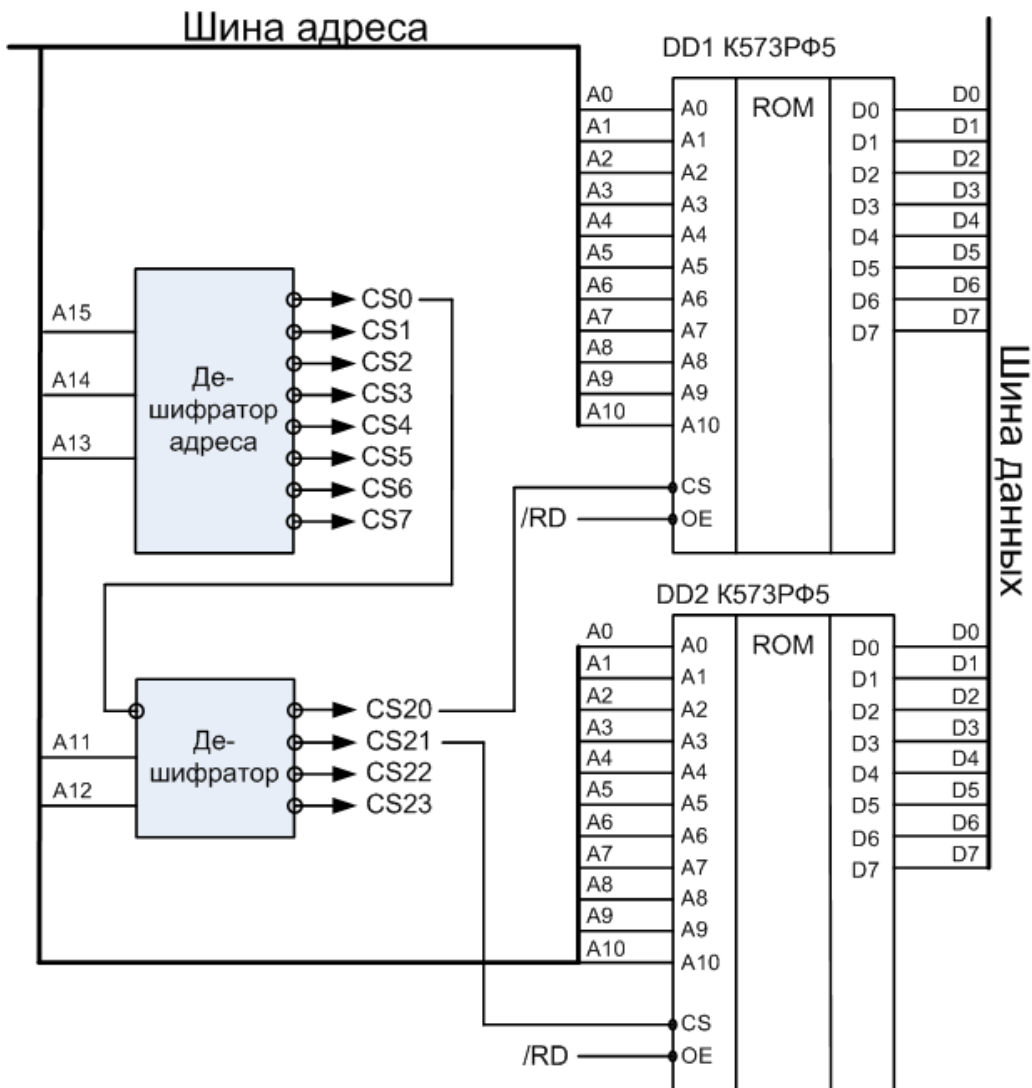 Шина адреса
DD1 К573РФ5
A0
A1
A2
A3
A4
A5
A6
A7
A8
A9
A10
A0
A1
A2
A3
A4
A5
A6
A7
A8
A9
A10
CS
OE
/RD
ROM
D0
D1
D2
D3
D4
D5
D6
D7
D0
D1
D2
D3
D4
D5
D6
D7
Шина данных
A15
A14
A13
Де-
шифратор
адреса
CS0
CS1
CS2
CS3
CS4
CS5
CS6
CS7
A11
A12
Де-
шифратор
CS20
CS21
CS22
CS23
DD2 К573РФ5
A0
A1
A2
A3
A4
A5
A6
A7
A8
A9
A10
A0
A1
A2
A3
A4
A5
A6
A7
A8
A9
A10
CS
OE
/RD
ROM
D0
D1
D2
D3
D4
D5
D6
D7
D0
D1
D2
D3
D4
D5
D6
D7